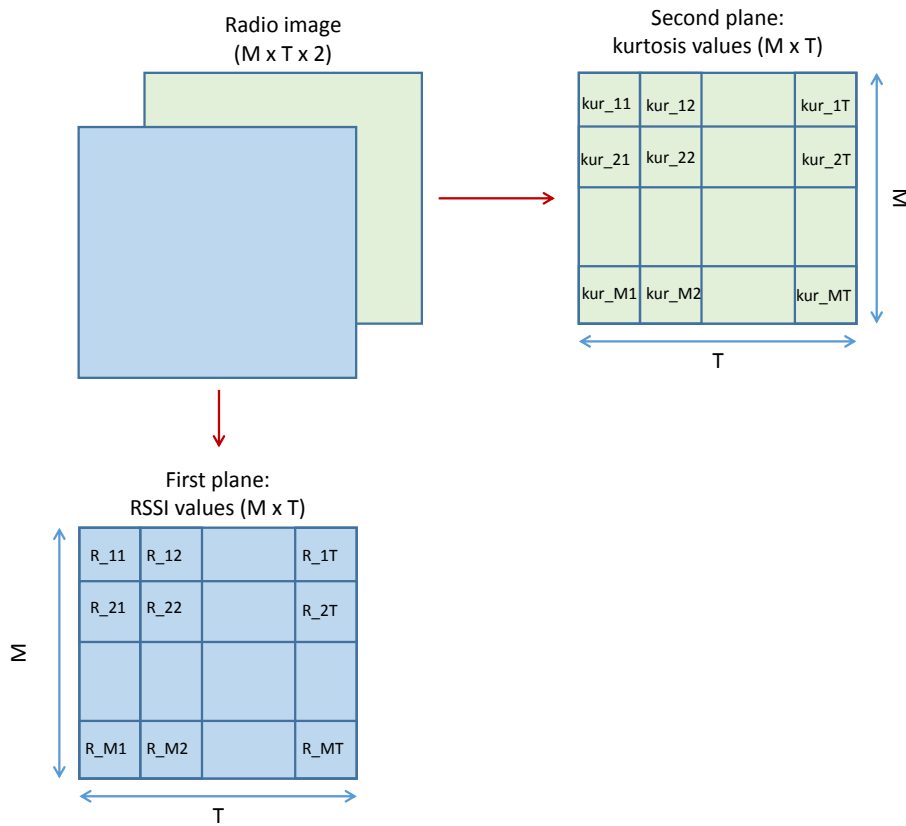 Radio image
(M x T x 2)
Second plane:
kurtosis values (M x T)
kur_11 kur_12 kur_1T
kur_21 kur_22 kur_2T
kur_M1 kur_M2 kur_MT
M
T
First plane:
RSSI values (M x T)
R_11 R_12 R_1T
R_21 R_22 R_2T
R_M1 R_M2 R_MT
M
T